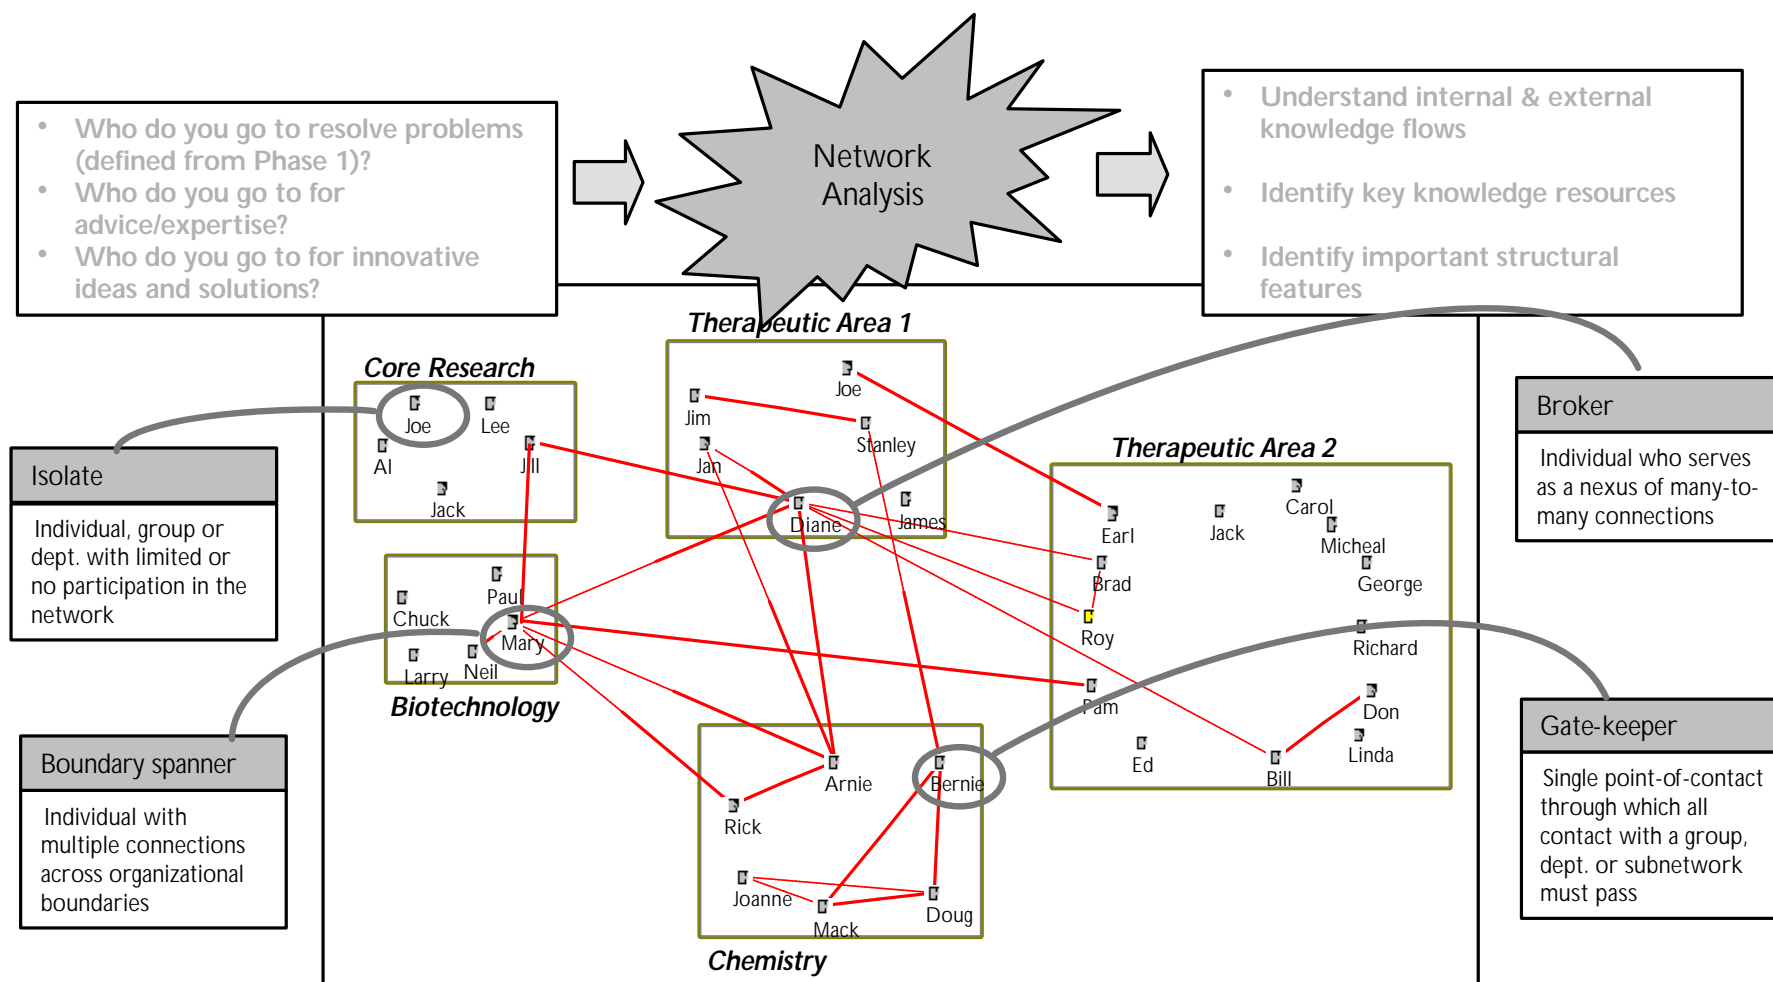 • Who do you go to resolve problems
(defined from Phase 1)?
• Who do you go to for
advice/expertise?
• Who do you go to for innovative
ideas and solutions?
Network
Analysis
• Understand internal & external
knowledge flows
• Identify key knowledge resources
• Identify important structural
features
Isolate
Individual, group or
dept. with limited or
no participation in the
network
Boundary spanner
Individual with
multiple connections
across organizational
boundaries
Core Research
Joe
Lee
Al
Jill
Jack
Therapeutic Area 1
Joe
Jim
Stanley
Jan
Diane
James
Therapeutic Area 2
Carol
Earl
Jack
Micheal
Brad
George
Roy
Richard
Pam
Don
Ed
Bill
Linda
Paul
Chuck
Mary
Larry
Neil
Biotechnology
Arnie
Bernie
Rick
Joanne
Mack
Doug
Chemistry
Broker
Individual who serves
as a nexus of many-to-
many connections
Gate-keeper
Single point-of-contact
through which all
contact with a group,
dept. or subnetwork
must pass